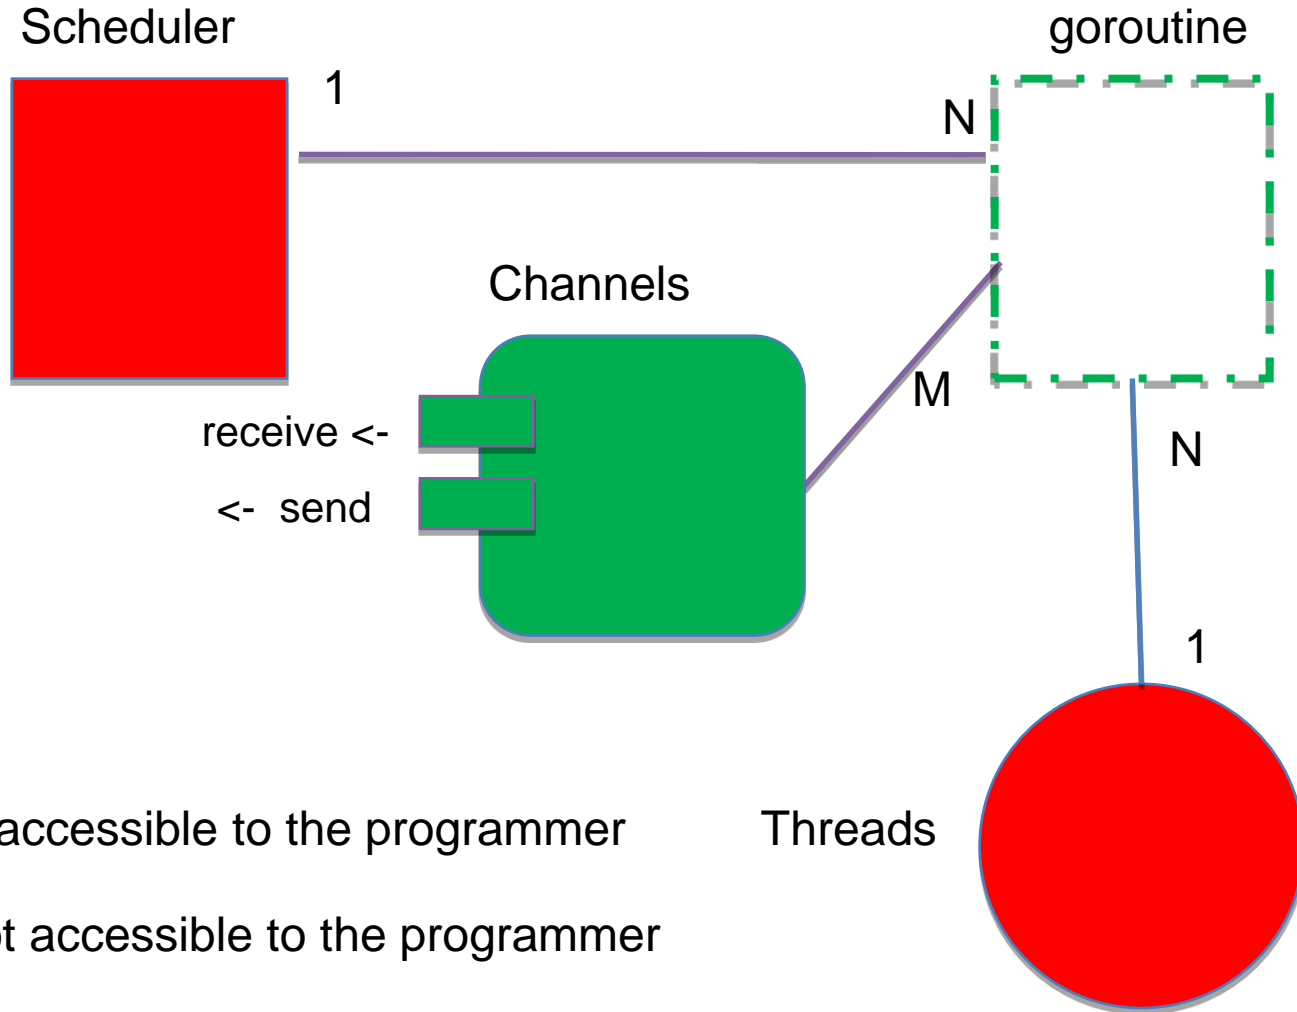 Scheduler
goroutine
1
N
Channels
M
receive <-
N
<- send
1
accessible to the programmer
Threads
accessible to the programmer